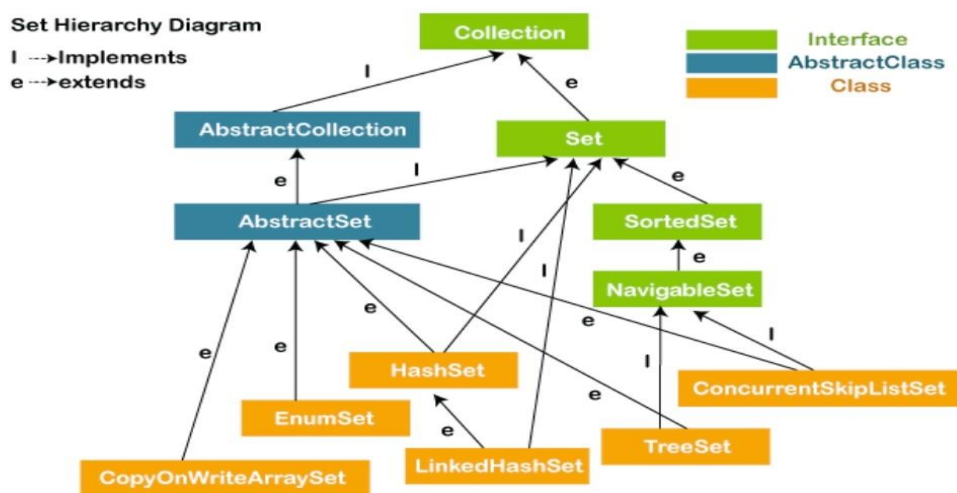 Set Hierarchy Diagram
I --→Implements
e --→extends
Collection
Interface
AbstractClass
Class
I
e
AbstractCollection
Set
e
I
e
AbstractSet
SortedSet
I
I
e
NavigableSet
e
e
I
I
e
e
HashSet
e
ConcurrentSkipListSet
EnumSet
e
TreeSet
CopyOnWriteArraySet
LinkedHashSet